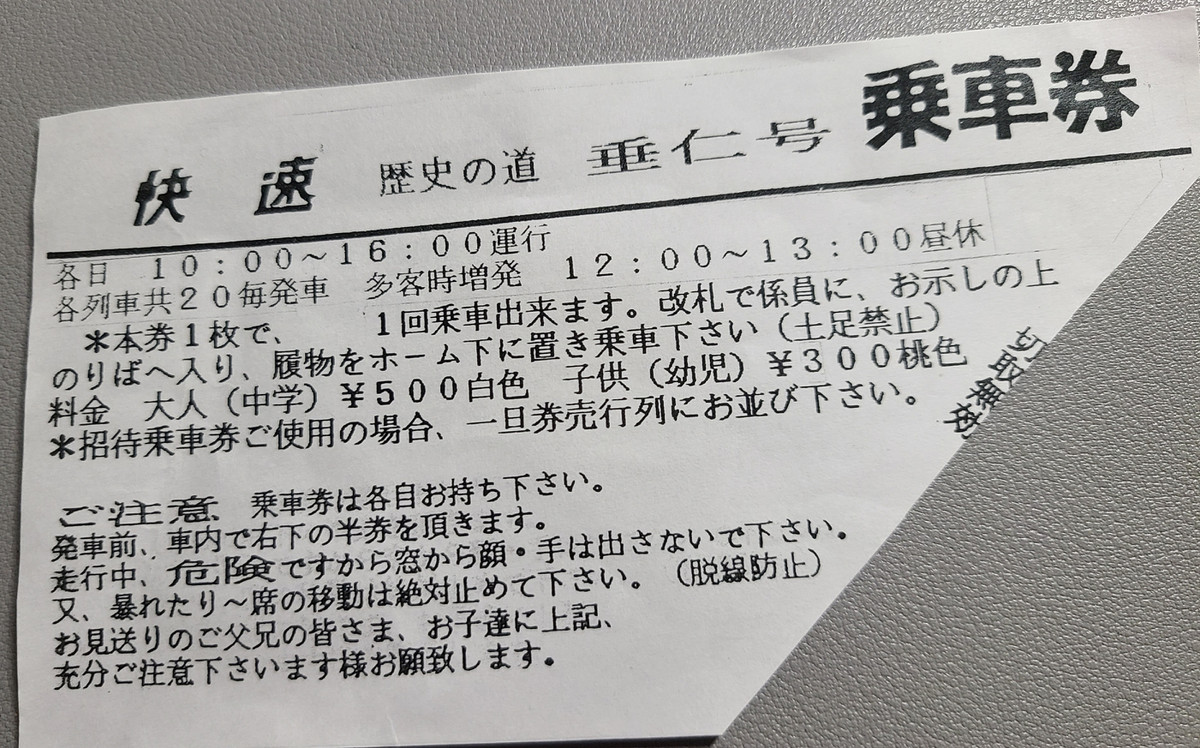 快速 歴史の道 垂仁号 乗車券
各日 10:00～16:00運行
各列車共20毎発車 多客時増発 12:00～13:00昼休
＊本券1枚で、 1回乗車出来ます。改札で係員に、お示しの上
のりばへ入り、履物をホーム下に置き乗車下さい（土足禁止）
料金 大人（中学）￥500白色 子供（幼児）￥300桃色
＊招待乗車券ご使用の場合、一旦券売行列にお並び下さい。
切取
無効
ご注意 乗車券は各自お持ち下さい。
発車前、車内で右下の半券を頂きます。
走行中、危険ですから窓から顔・手は出さないで下さい。
又、暴れたり～席の移動は絶対止めて下さい。（脱線防止）
お見送りのご父兄の皆さま、お子達に上記、
充分ご注意下さいます様お願致します。